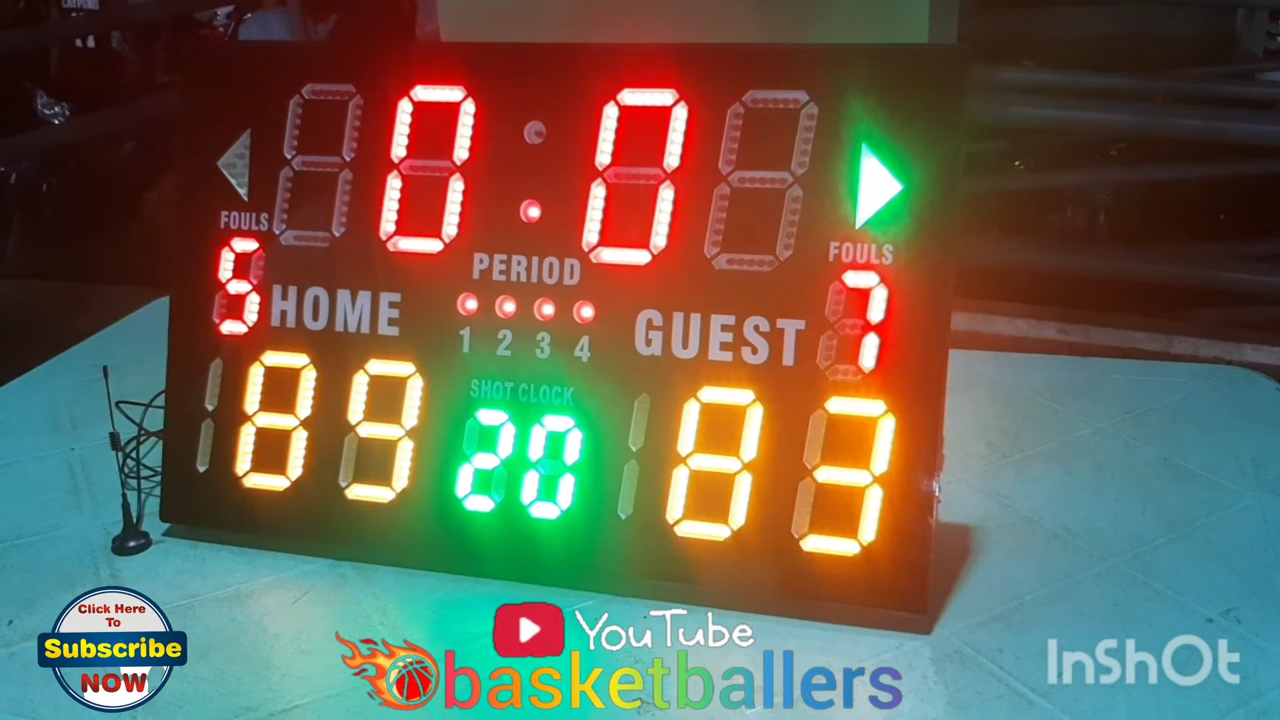 0.0
FOULS
FOULS
PERIOD
5
HOME
1 2 3 4
GUEST
7
SHOT CLOCK
89
20
83
Click Here
To
Subscribe
NOW
YouTube
basketballers
InShOt